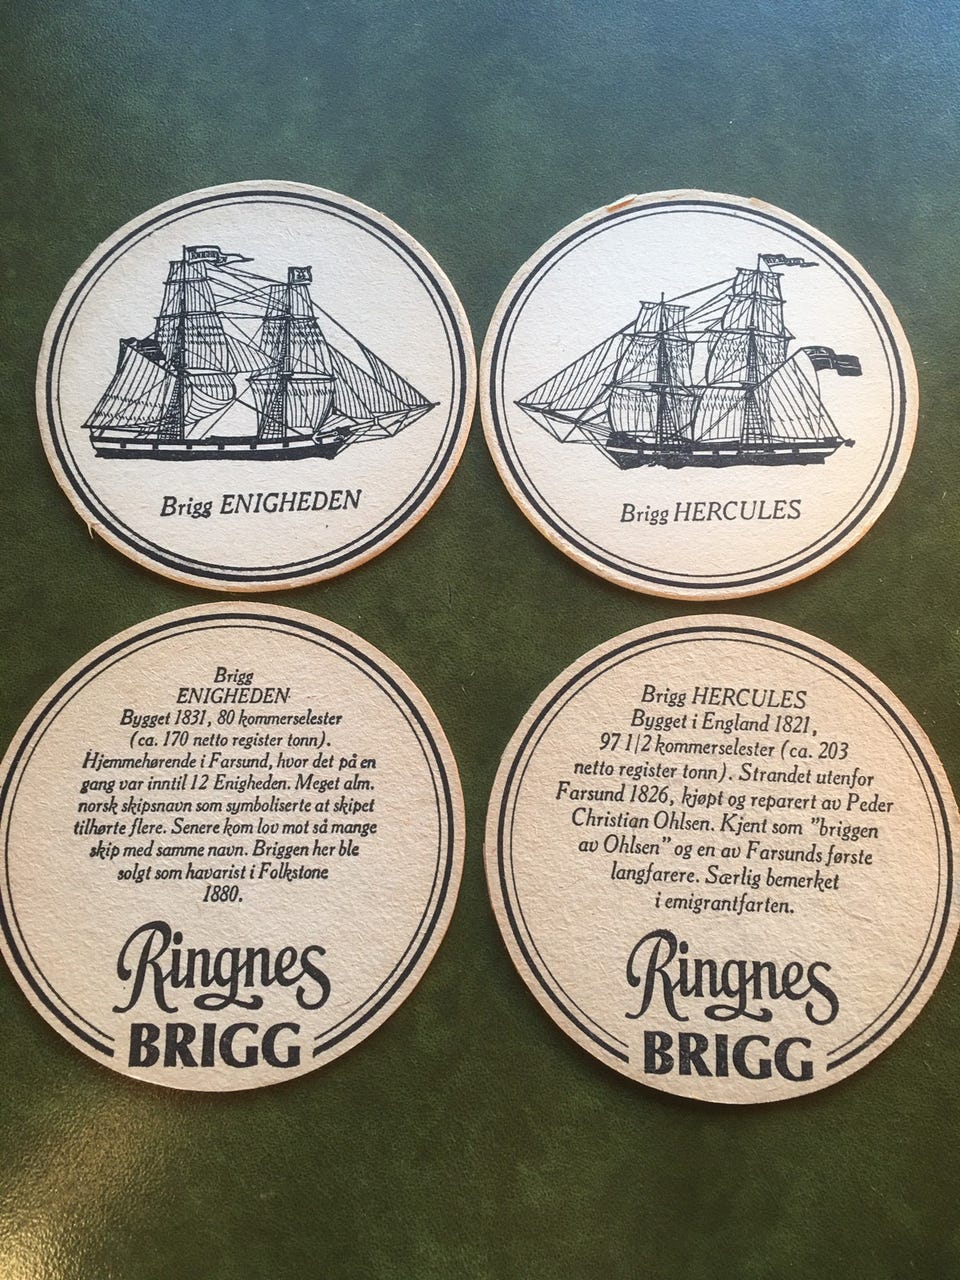 Brigg ENIGHEDEN
Brigg HERCULES
Brigg
ENIGHEDEN
Bygget 1831, 80 kommerselester
(ca. 170 netto register tonn).
Hjemmehørende i Farsund, hvor det på en
gang var inntil 12 Enigheden. Meget alm.
norsk skipsnavn som symboliserte at skipet
tilhørte flere. Senere kom lov mot så mange
skip med samme navn. Briggen her ble
solgt som havarist i Folkstone
1880.
Ringnes
BRIGG
Brigg HERCULES
Bygget i England 1821,
97 1/2 kommerselester (ca. 203
netto register tonn). Strandet utenfor
Farsund 1826, kjøpt og reparert av Peder
Christian Ohlsen. Kjent som "briggen
av Ohlsen" og en av Farsunds første
langfarere. Særlig bemerket
i emigrantfarten.
Ringnes
BRIGG